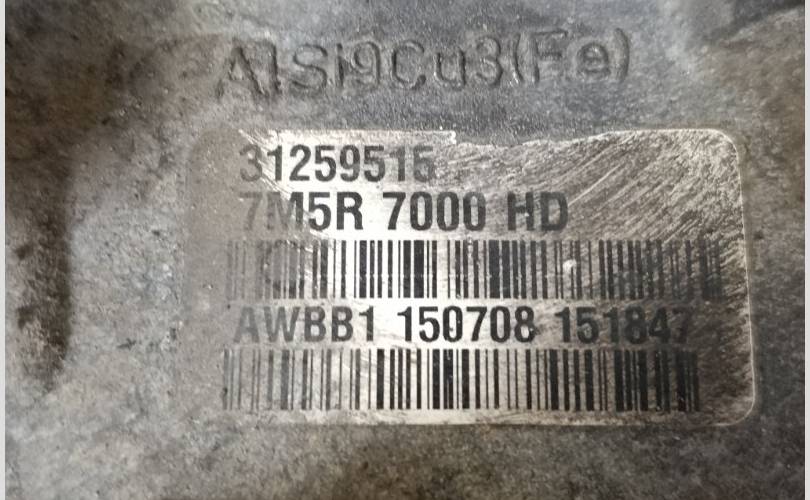 AlSi9Cu3(Fe)
31259515
7M5R 7000 HD
AWBB1 150708 151847